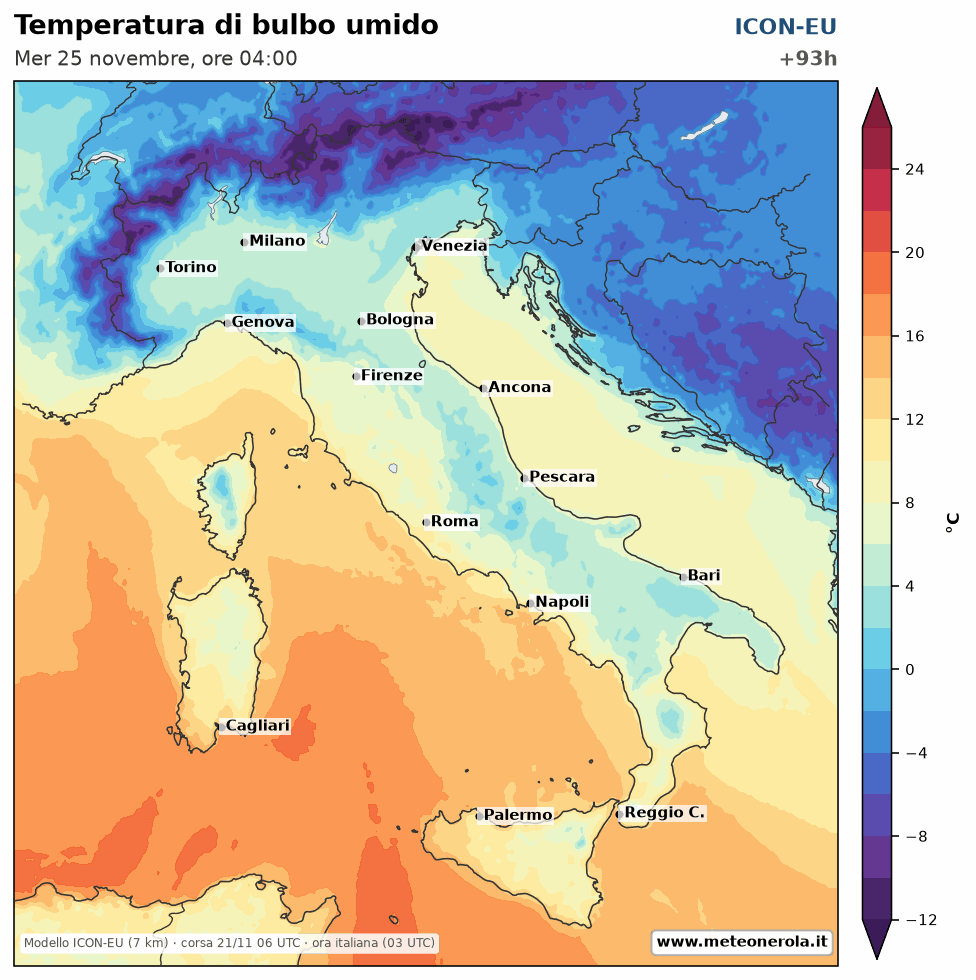 Temperatura di bulbo umido
ICON-EU
Mer 25 novembre, ore 04:00
+93h
Milano
Venezia
Torino
Genova
Bologna
Firenze
Ancona
Pescara
Roma
Bari
Napoli
Cagliari
Palermo
Reggio C.
24
20
16
12
8
4
0
−4
−8
−12
°C
Modello ICON-EU (7 km) · corsa 21/11 06 UTC · ora italiana (03 UTC)
www.meteonerola.it